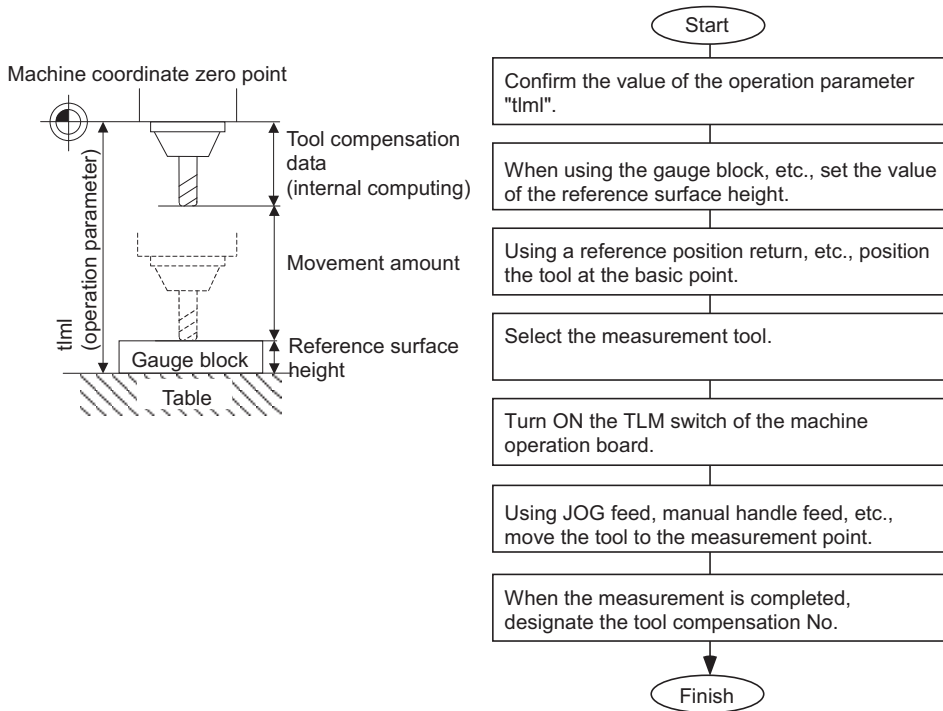 Machine coordinate zero point
Tool compensation
data
(internal computing)
tlml
(operation parameter)
Movement amount
Gauge block
Reference surface
height
Table
Start
Confirm the value of the operation parameter
"tlml".
When using the gauge block, etc., set the value
of the reference surface height.
Using a reference position return, etc., position
the tool at the basic point.
Select the measurement tool.
Turn ON the TLM switch of the machine
operation board.
Using JOG feed, manual handle feed, etc.,
move the tool to the measurement point.
When the measurement is completed,
designate the tool compensation No.
Finish